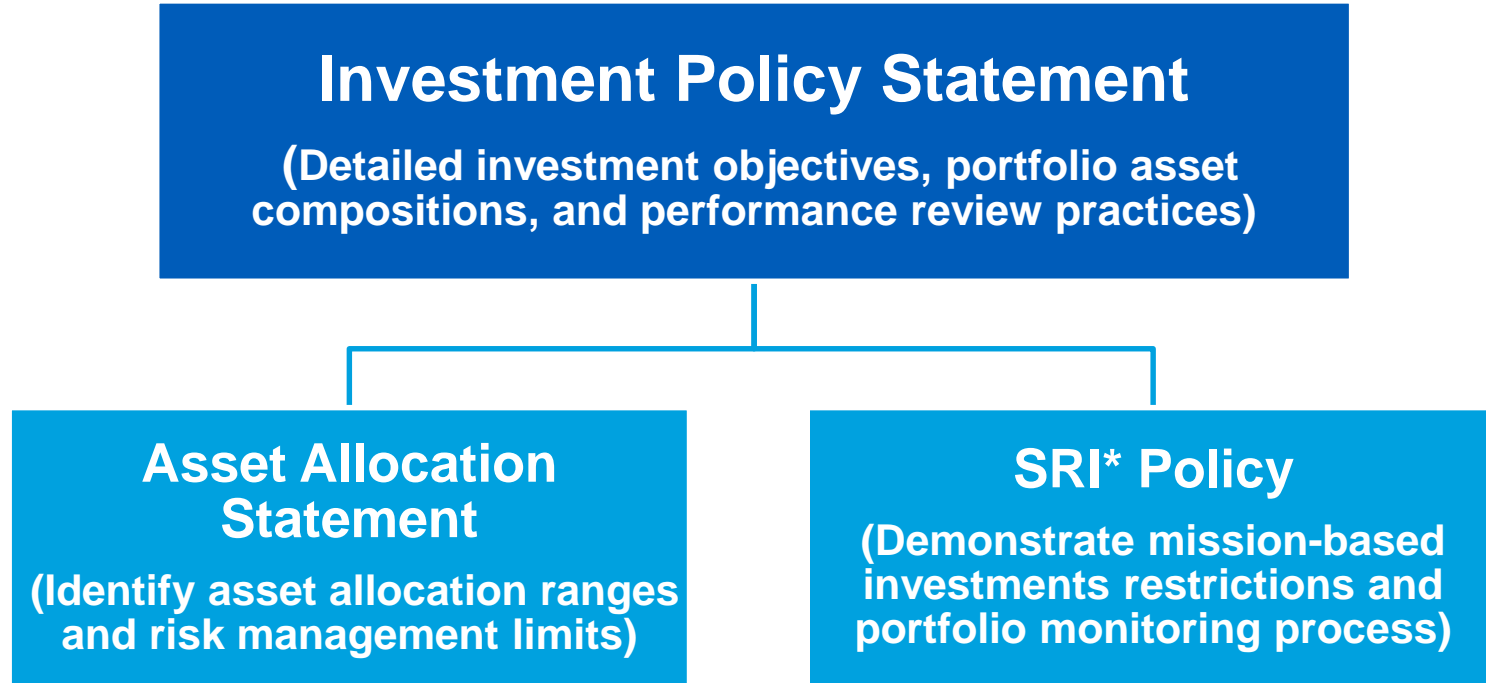 Investment Policy Statement
(Detailed investment objectives, portfolio asset
compositions, and performance review practices)
Asset Allocation
Statement
(Identify asset allocation ranges
and risk management limits)
SRI* Policy
(Demonstrate mission-based
investments restrictions and
portfolio monitoring process)